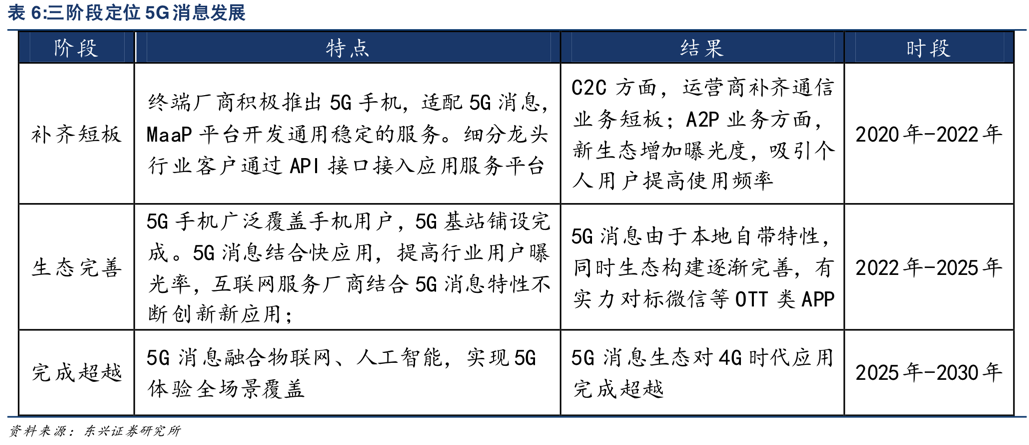 表 6:三阶段定位 5G 消息发展
阶段 特点 结果 时段
补齐短板
终端厂商积极推出 5G 手机，适配 5G 消息，
MaaP 平台开发通用稳定的服务。细分龙头
行业客户通过 API 接口接入应用服务平台
C2C 方面，运营商补齐通信
业务短板；A2P 业务方面，
新生态增加曝光度，吸引个
人用户提高使用频率
2020 年-2022 年
生态完善
5G 手机广泛覆盖手机用户，5G 基站铺设完
成。5G 消息结合快应用，提高行业用户曝
光率，互联网服务厂商结合 5G 消息特性不
断创新新应用；
5G 消息由于本地自带特性，
同时生态构建逐渐完善，有
实力对标微信等 OTT 类 APP
2022 年-2025 年
完成超越
5G 消息融合物联网、人工智能，实现 5G
体验全场景覆盖
5G 消息生态对 4G 时代应用
完成超越
2025 年-2030 年
资料来源：东兴证券研究所